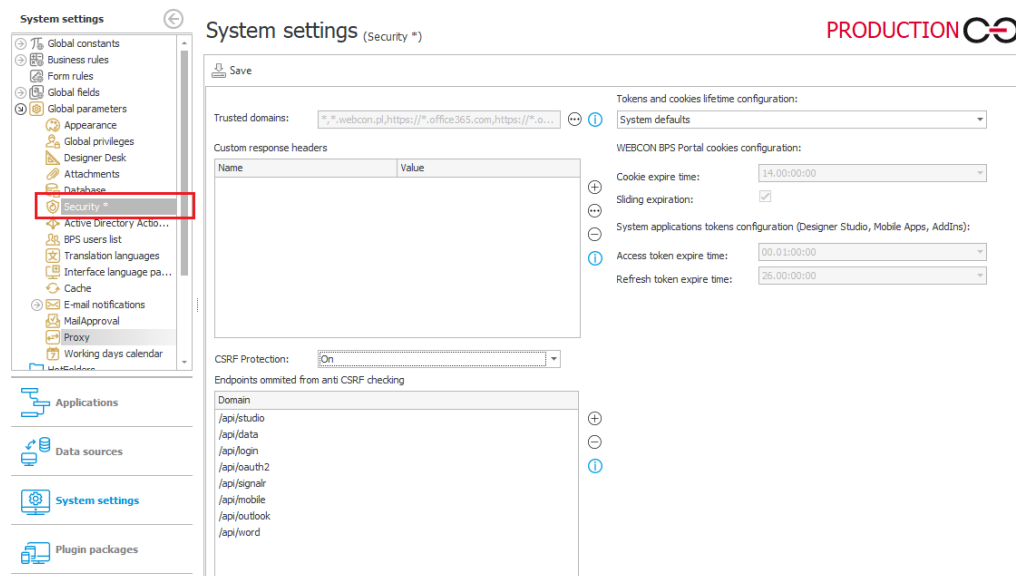 System settings
Global constants
Business rules
Form rules
Global fields
Global parameters
Appearance
Global privileges
Designer Desk
Attachments
Database
Security *
Active Directory Actio...
BPS users list
Translation languages
Interface language pa...
Cache
E-mail notifications
MailApproval
Proxy
Working days calendar
HotFolders
Applications
Data sources
System settings
Plugin packages
System settings (Security *)
PRODUCTION
Save
Trusted domains: *,*.webcon.pl,https://*.office365.com,https://*.o...
Custom response headers
Name Value
CSRF Protection: On
Endpoints ommited from anti CSRF checking
Domain
/api/studio
/api/data
/api/login
/api/oauth2
/api/signalr
/api/mobile
/api/outlook
/api/word
Tokens and cookies lifetime configuration:
System defaults
WEBCON BPS Portal cookies configuration:
Cookie expire time: 14.00:00:00
Sliding expiration:
System applications tokens configuration (Designer Studio, Mobile Apps, AddIns):
Access token expire time: 00.01:00:00
Refresh token expire time: 26.00:00:00